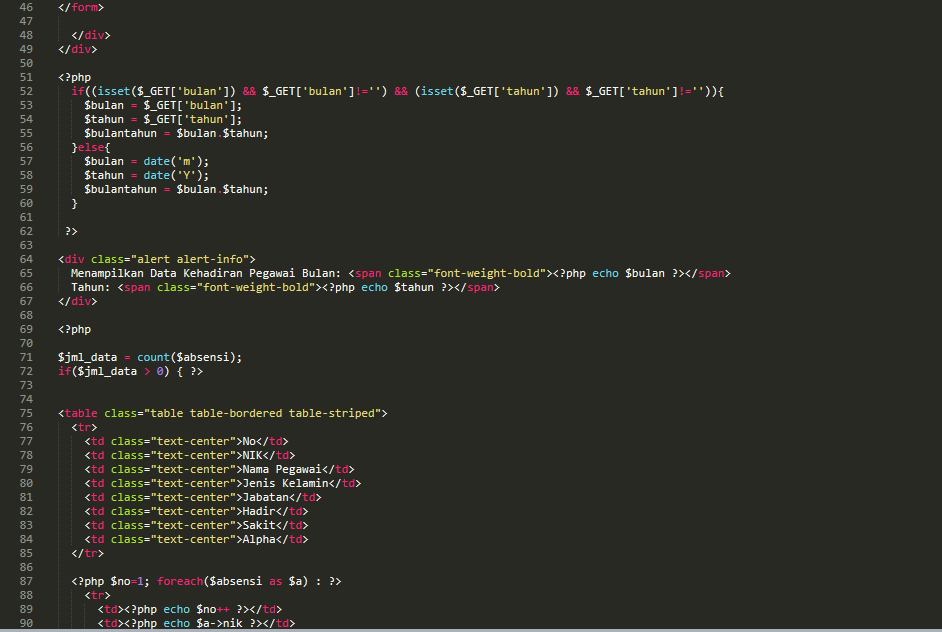 46 </form>
47
48 </div>
49 </div>
50
51 <?php
52 if((isset($_GET['bulan']) && $_GET['bulan']!='') && (isset($_GET['tahun']) && $_GET['tahun']!='')){
53 $bulan = $_GET['bulan'];
54 $tahun = $_GET['tahun'];
55 $bulantahun = $bulan.$tahun;
56 }else{
57 $bulan = date('m');
58 $tahun = date('Y');
59 $bulantahun = $bulan.$tahun;
60 }
61
62 ?>
63
64 <div class="alert alert-info">
65 Menampilkan Data Kehadiran Pegawai Bulan: <span class="font-weight-bold"><?php echo $bulan ?></span>
66 Tahun: <span class="font-weight-bold"><?php echo $tahun ?></span>
67 </div>
68
69 <?php
70
71 $jml_data = count($absensi);
72 if($jml_data > 0) { ?>
73
74
75 <table class="table table-bordered table-striped">
76 <tr>
77 <td class="text-center">No</td>
78 <td class="text-center">NIK</td>
79 <td class="text-center">Nama Pegawai</td>
80 <td class="text-center">Jenis Kelamin</td>
81 <td class="text-center">Jabatan</td>
82 <td class="text-center">Hadir</td>
83 <td class="text-center">Sakit</td>
84 <td class="text-center">Alpha</td>
85 </tr>
86
87 <?php $no=1; foreach($absensi as $a) : ?>
88 <tr>
89 <td><?php echo $no++ ?></td>
90 <td><?php echo $a->nik ?></td>